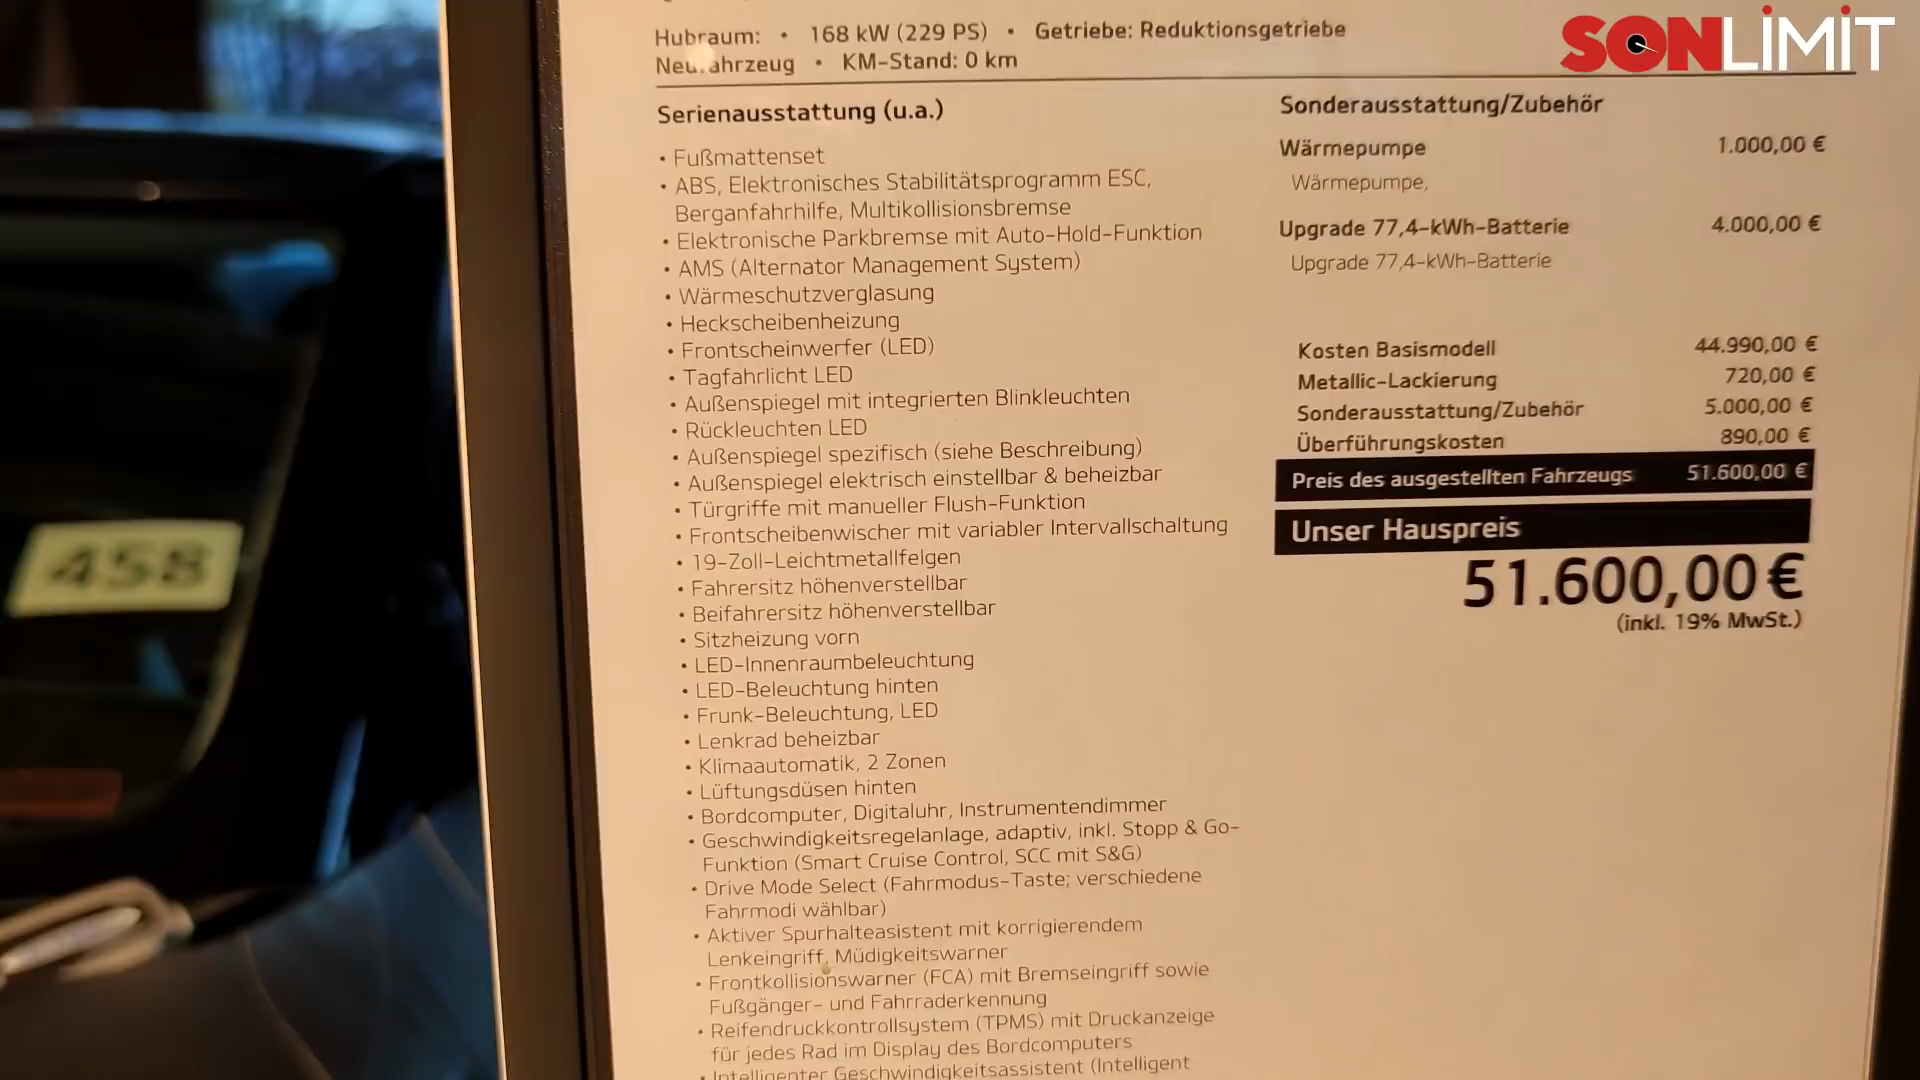 SONLİMİT
Hubraum: • 168 kW (229 PS) • Getriebe: Reduktionsgetriebe
Neufahrzeug • KM-Stand: 0 km
Serienausstattung (u.a.)
• Fußmattenset
• ABS, Elektronisches Stabilitätsprogramm ESC,
Berganfahrhilfe, Multikollisionsbremse
• Elektronische Parkbremse mit Auto-Hold-Funktion
• AMS (Alternator Management System)
• Wärmeschutzverglasung
• Heckscheibenheizung
• Frontscheinwerfer (LED)
• Tagfahrlicht LED
• Außenspiegel mit integrierten Blinkleuchten
• Rückleuchten LED
• Außenspiegel spezifisch (siehe Beschreibung)
• Außenspiegel elektrisch einstellbar & beheizbar
• Türgriffe mit manueller Flush-Funktion
• Frontscheibenwischer mit variabler Intervallschaltung
• 19-Zoll-Leichtmetallfelgen
• Fahrersitz höhenverstellbar
• Beifahrersitz höhenverstellbar
• Sitzheizung vorn
• LED-Innenraumbeleuchtung
• LED-Beleuchtung hinten
• Frunk-Beleuchtung, LED
• Lenkrad beheizbar
• Klimaautomatik, 2 Zonen
• Lüftungsdüsen hinten
• Bordcomputer, Digitaluhr, Instrumentendimmer
• Geschwindigkeitsregelanlage, adaptiv, inkl. Stopp & Go-
Funktion (Smart Cruise Control, SCC mit S&G)
• Drive Mode Select (Fahrmodus-Taste; verschiedene
Fahrmodi wählbar)
• Aktiver Spurhalteasistent mit korrigierendem
Lenkeingriff, Müdigkeitswarner
• Frontkollisionswarner (FCA) mit Bremseingriff sowie
Fußgänger- und Fahrraderkennung
• Reifendruckkontrollsystem (TPMS) mit Druckanzeige
für jedes Rad im Display des Bordcomputers
• Intelligenter Geschwindigkeitsassistent (Intelligent
Sonderausstattung/Zubehör
Wärmepumpe 1.000,00 €
Wärmepumpe,
Upgrade 77,4-kWh-Batterie 4.000,00 €
Upgrade 77,4-kWh-Batterie
Kosten Basismodell 44.990,00 €
Metallic-Lackierung 720,00 €
Sonderausstattung/Zubehör 5.000,00 €
Überführungskosten 890,00 €
Preis des ausgestellten Fahrzeugs 51.600,00 €
Unser Hauspreis
51.600,00 €
(inkl. 19% MwSt.)
458